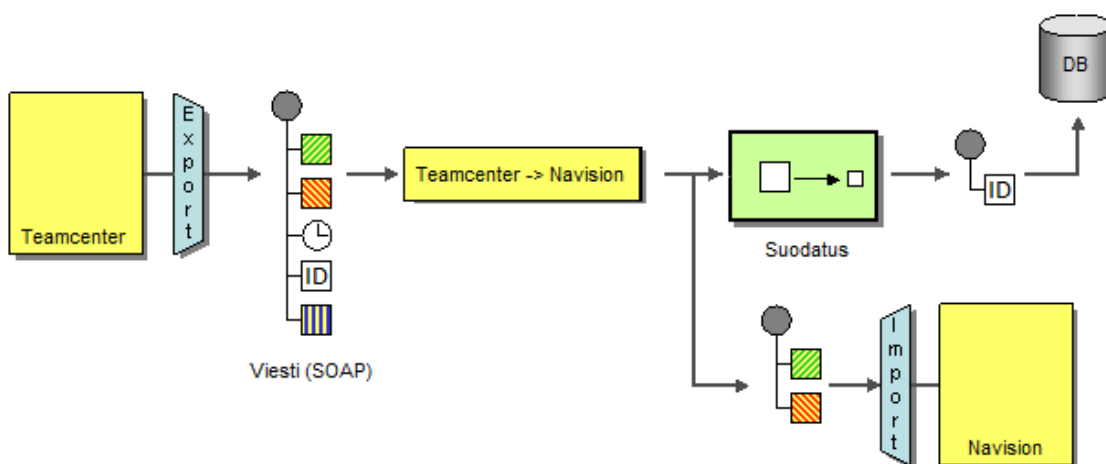 DB
Export
Teamcenter -> Navision
ID
Teamcenter
Suodatus
ID
Viesti (SOAP)
Import
Navision